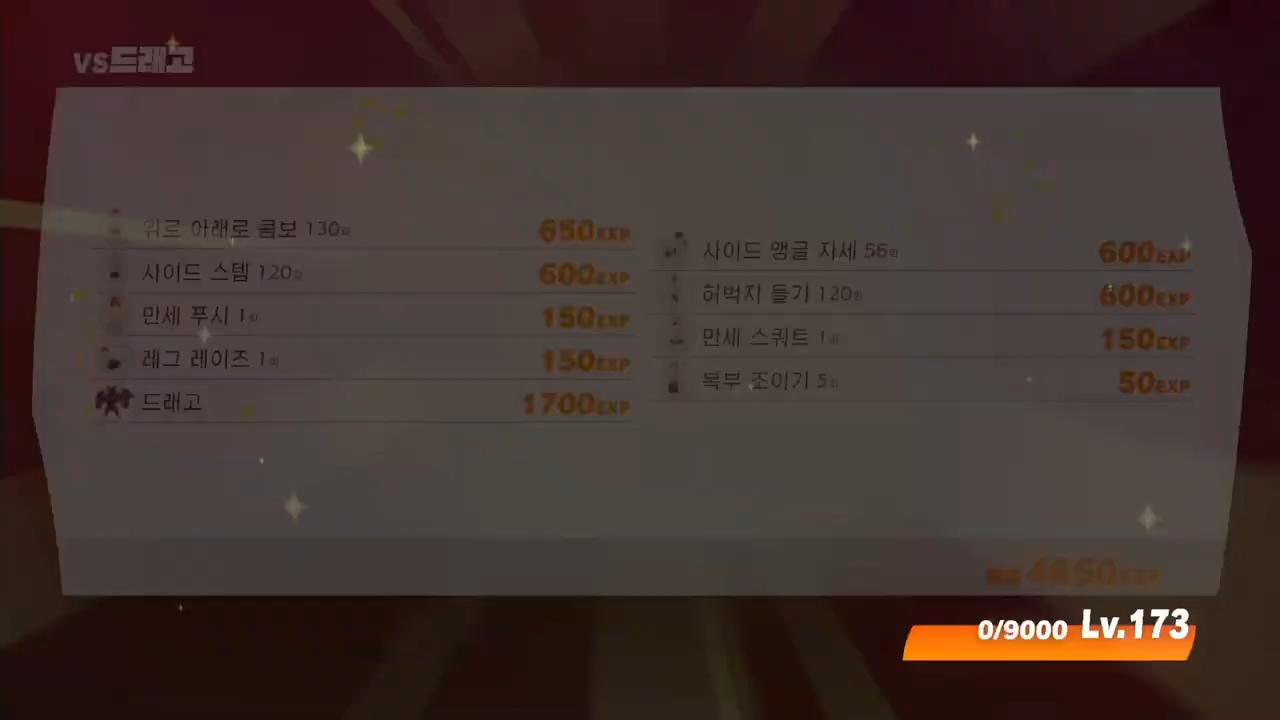 vs드래고
위로 아래로 콤보 130회 650EXP
사이드 스텝 120회 600EXP
만세 푸시 1회 150EXP
레그 레이즈 1회 150EXP
드래고 1700EXP
사이드 앵글 자세 56회 600EXP
허벅지 들기 120회 600EXP
만세 스쿼트 1회 150EXP
복부 조이기 5회 50EXP
4650EXP
0/9000 Lv.173